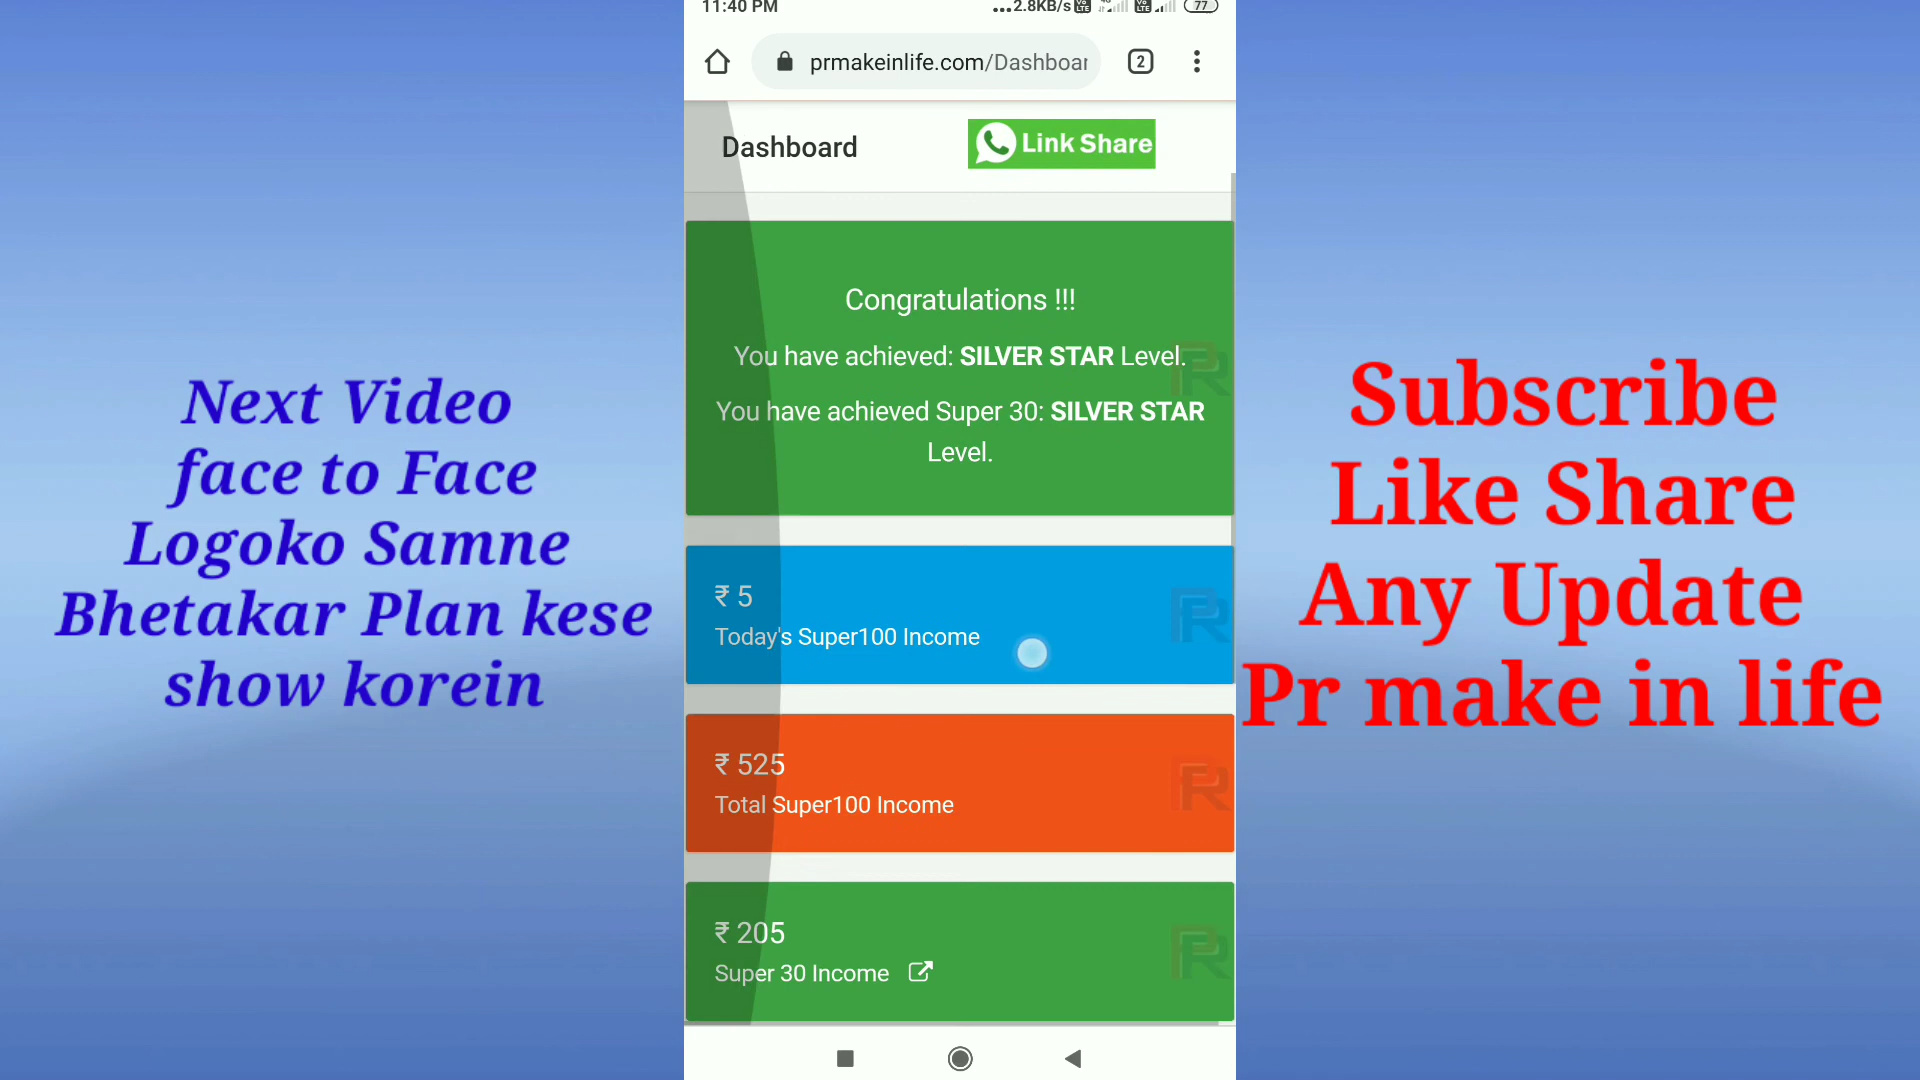 11:40 PM
...2.8KB/s
77
prmakeinlife.com/Dashboar
2
Dashboard
Link Share
Congratulations !!!
You have achieved: SILVER STAR Level.
You have achieved Super 30: SILVER STAR
Level.
₹ 5
Today's Super100 Income
₹ 525
Total Super100 Income
₹ 205
Super 30 Income
Next Video
face to Face
Logoko Samne
Bhetakar Plan kese
show korein
Subscribe
Like Share
Any Update
Pr make in life